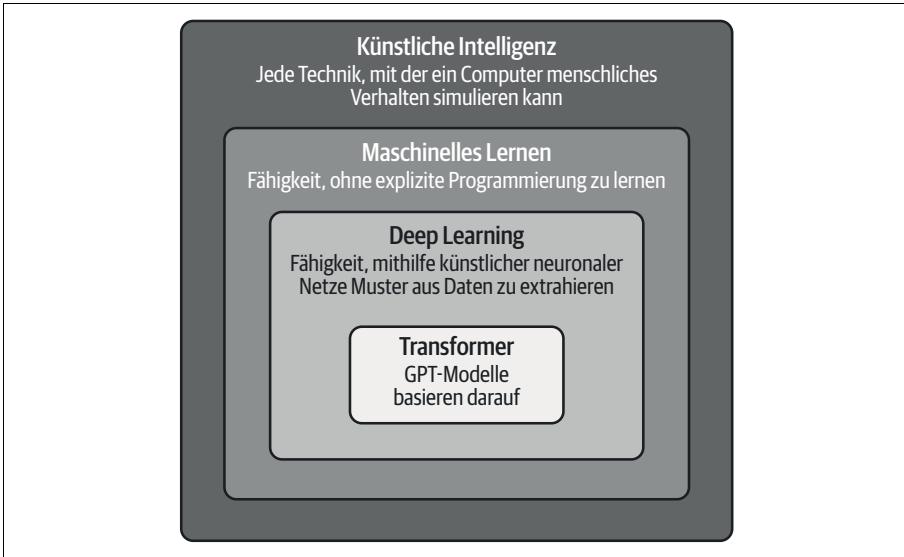 Künstliche Intelligenz
Jede Technik, mit der ein Computer menschliches
Verhalten simulieren kann
Maschinelles Lernen
Fähigkeit, ohne explizite Programmierung zu lernen
Deep Learning
Fähigkeit, mithilfe künstlicher neuronaler
Netze Muster aus Daten zu extrahieren
Transformer
GPT-Modelle
basieren darauf